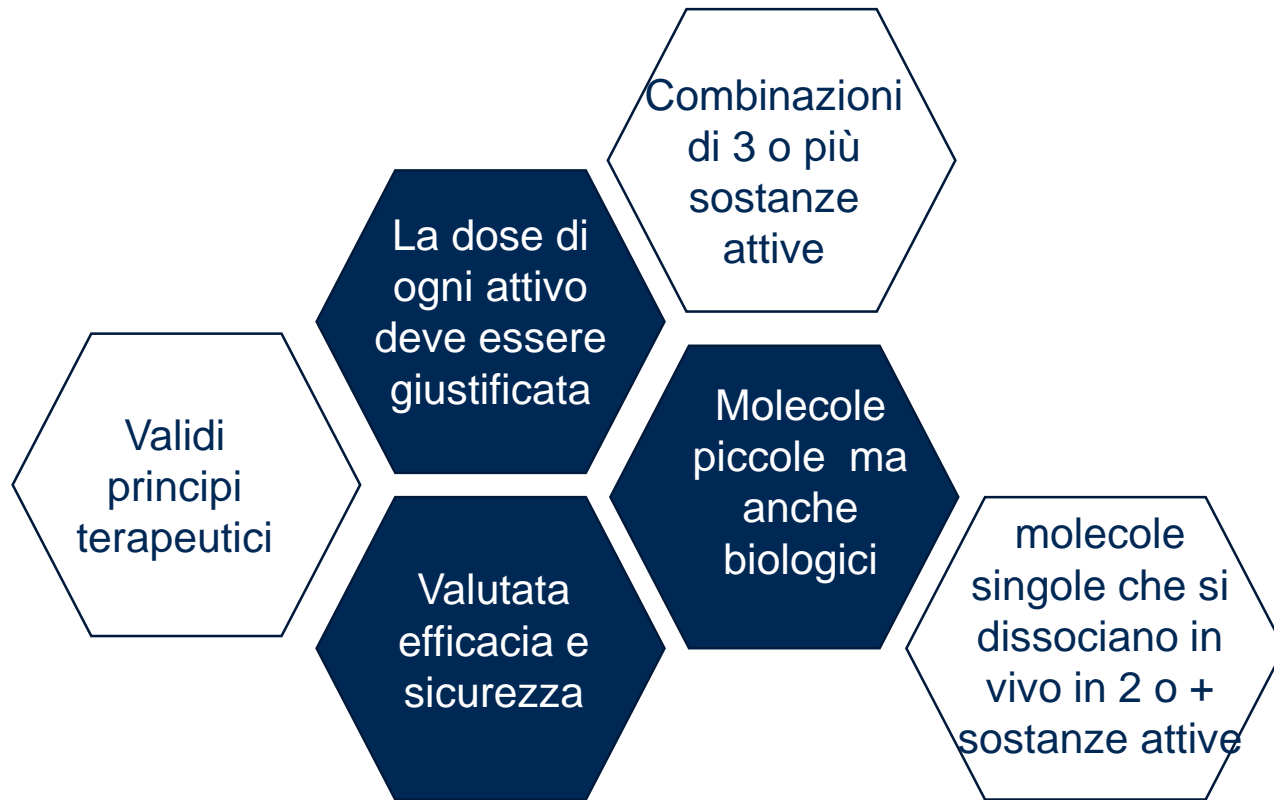 Combinazioni
di 3 o più
sostanze
attive
La dose di
ogni attivo
deve essere
giustificata
Validi
principi
terapeutici
Molecole
piccole ma
anche
biologici
Valutata
efficacia e
sicurezza
molecole
singole che si
dissociano in
vivo in 2 o +
sostanze attive